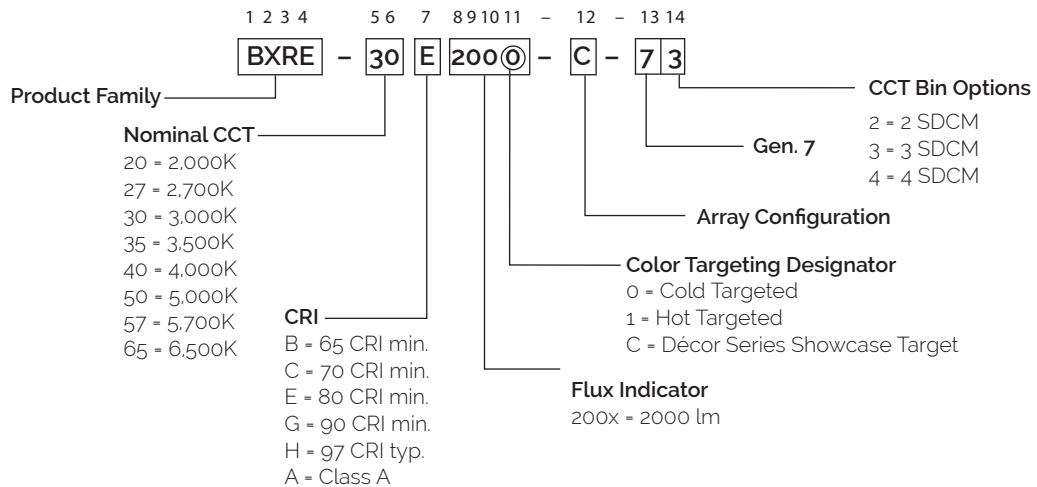 1 2 3 4 5 6 7 8 9 10 11 – 12 – 13 14
BXRE – 30 E 2000 – C – 7 3
Product Family
Nominal CCT
20 = 2,000K
27 = 2,700K
30 = 3,000K
35 = 3,500K
40 = 4,000K
50 = 5,000K
57 = 5,700K
65 = 6,500K
CRI
B = 65 CRI min.
C = 70 CRI min.
E = 80 CRI min.
G = 90 CRI min.
H = 97 CRI typ.
A = Class A
Flux Indicator
200x = 2000 lm
Color Targeting Designator
0 = Cold Targeted
1 = Hot Targeted
C = Décor Series Showcase Target
Array Configuration
Gen. 7
CCT Bin Options
2 = 2 SDCM
3 = 3 SDCM
4 = 4 SDCM